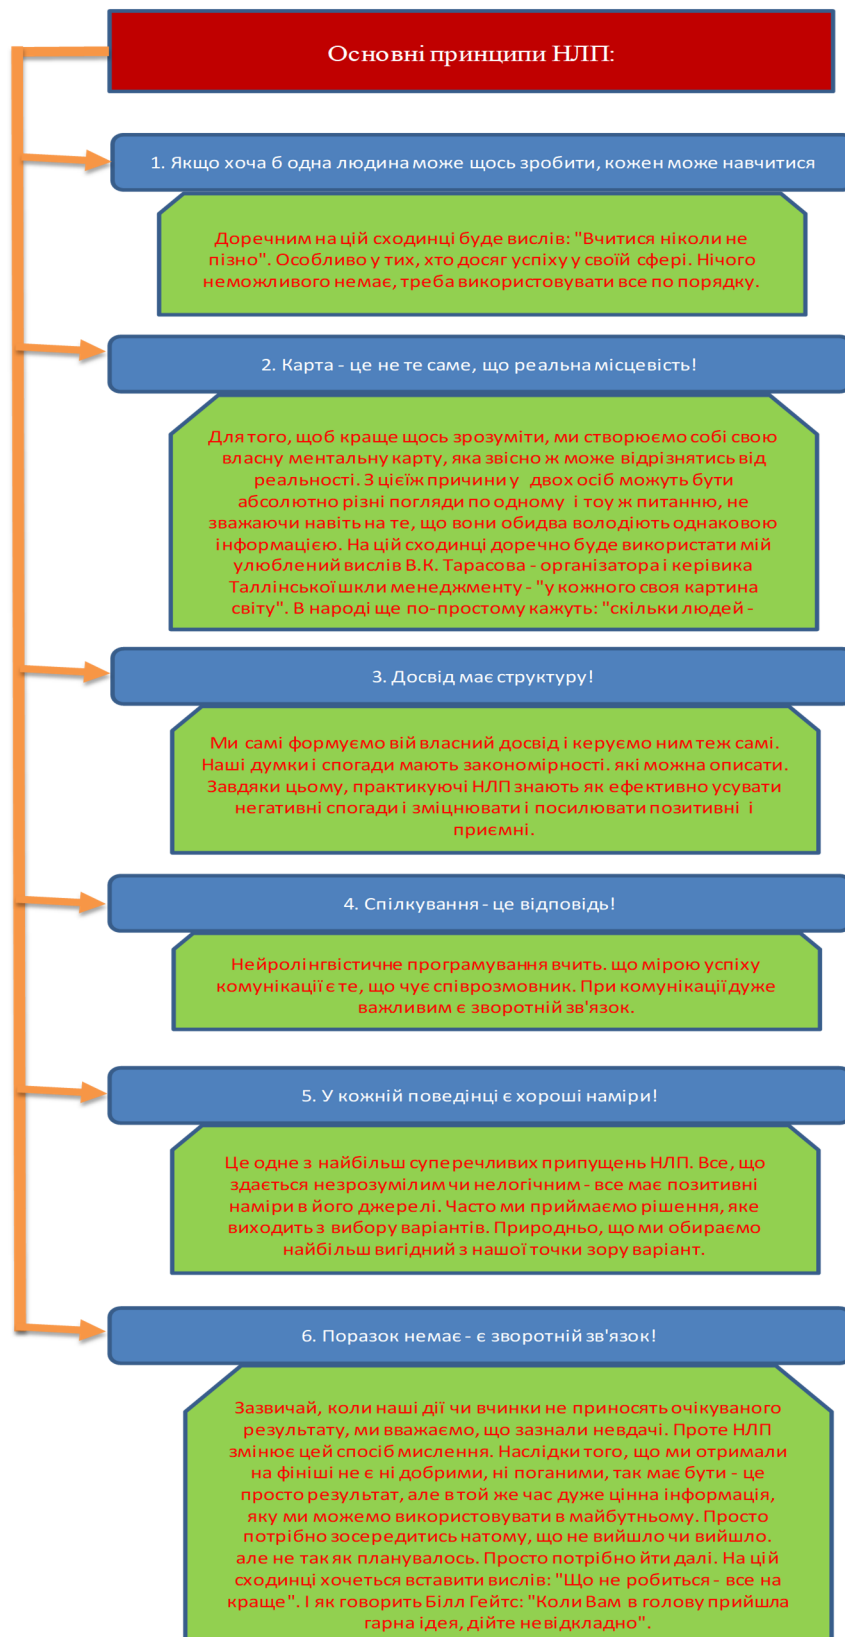 Основні принципи НЛП:
1. Якщо хоча б одна людина може щось зробити, кожен може навчитися
Доречним на цій сходинці буде вислів: "Вчитися ніколи не
пізно". Особливо у тих, хто досяг успіху у своїй сфері. Нічого
неможливого немає, треба використовувати все по порядку.
2. Карта - це не те саме, що реальна місцевість!
Для того, щоб краще щось зрозуміти, ми створюємо собі свою
власну ментальну карту, яка звісно ж може відрізнятись від
реальності. З цієїж причини у двох осіб можуть бути
абсолютно різні погляди по одному і тоу ж питанню, не
зважаючи навіть на те, що вони обидва володіють однаковою
інформацією. На цій сходинці доречно буде використати мій
улюблений вислів В.К. Тарасова - організатора і керівика
Таллінської шкли менеджменту - "у кожного своя картина
світу". В народі ще по-простому кажуть: "скільки людей -
3. Досвід має структуру!
Ми самі формуємо вій власний досвід і керуємо ним теж самі.
Наші думки і спогади мають закономірності. які можна описати.
Завдяки цьому, практикуючі НЛП знають як ефективно усувати
негативні спогади і зміцнювати і посилювати позитивні і
приємні.
4. Спілкування - це відповідь!
Нейролінгвістичне програмування вчить. що мірою успіху
комунікації є те, що чує співрозмовник. При комунікації дуже
важливим є зворотній зв'язок.
5. У кожній поведінці є хороші наміри!
Це одне з найбільш суперечливих припущень НЛП. Все, що
здається незрозумілим чи нелогічним - все має позитивні
наміри в його джерелі. Часто ми приймаємо рішення, яке
виходить з вибору варіантів. Природньо, що ми обираємо
найбільш вигідний з нашої точки зору варіант.
6. Поразок немає - є зворотній зв'язок!
Зазвичай, коли наші дії чи вчинки не приносять очікуваного
результату, ми вважаємо, що зазнали невдачі. Проте НЛП
змінює цей спосіб мислення. Наслідки того, що ми отримали
на фініші не є ні добрими, ні поганими, так має бути - це
просто результат, але в той же час дуже цінна інформація,
яку ми можемо використовувати в майбутньому. Просто
потрібно зосередитись натому, що не вийшло чи вийшло.
але не так як планувалось. Просто потрібно йти далі. На цій
сходинці хочеться вставити вислів: "Що не робиться - все на
краще". І як говорить Білл Гейтс: "Коли Вам в голову прийшла
гарна ідея, дійте невідкладно".